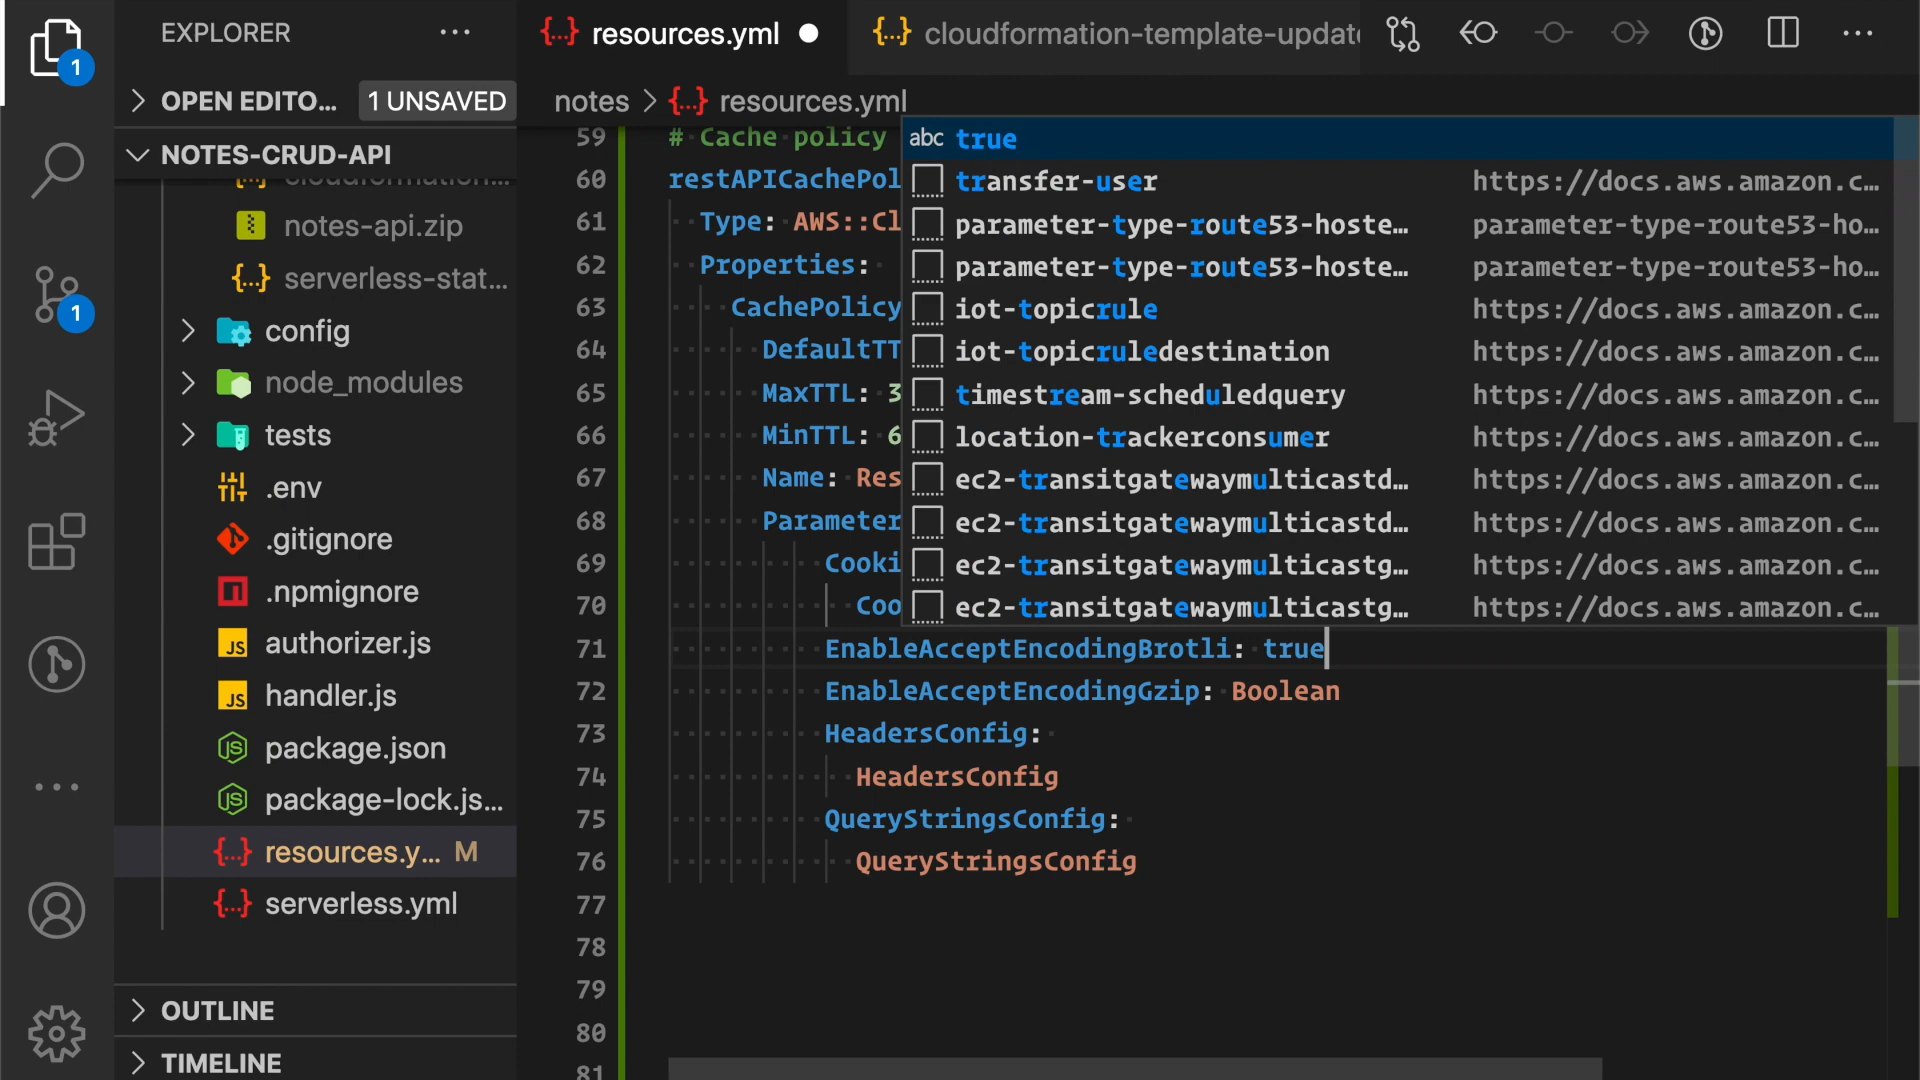 EXPLORER
resources.yml
cloudformation-template-update
1
OPEN EDITO... 1 UNSAVED
notes > resources.yml
NOTES-CRUD-API
cloudformation...
notes-api.zip
serverless-stat...
1
config
node_modules
tests
.env
.gitignore
.npmignore
authorizer.js
handler.js
package.json
package-lock.js...
resources.y... M
serverless.yml
OUTLINE
TIMELINE
59 # Cache policy
60 restAPICachePol
61 Type: AWS::Cl
62 Properties:
63 CachePolicy
64 DefaultTT
65 MaxTTL: 3
66 MinTTL: 6
67 Name: Res
68 Parameter
69 Cooki
70 Coo
71 EnableAcceptEncodingBrotli: true
72 EnableAcceptEncodingGzip: Boolean
73 HeadersConfig:
74 HeadersConfig
75 QueryStringsConfig:
76 QueryStringsConfig
77
78
79
80
81
abc true
transfer-user https://docs.aws.amazon.c...
parameter-type-route53-hoste... parameter-type-route53-ho...
parameter-type-route53-hoste... parameter-type-route53-ho...
iot-topicrule https://docs.aws.amazon.c...
iot-topicruledestination https://docs.aws.amazon.c...
timestream-scheduledquery https://docs.aws.amazon.c...
location-trackerconsumer https://docs.aws.amazon.c...
ec2-transitgatewaymulticastd... https://docs.aws.amazon.c...
ec2-transitgatewaymulticastd... https://docs.aws.amazon.c...
ec2-transitgatewaymulticastg... https://docs.aws.amazon.c...
ec2-transitgatewaymulticastg... https://docs.aws.amazon.c...